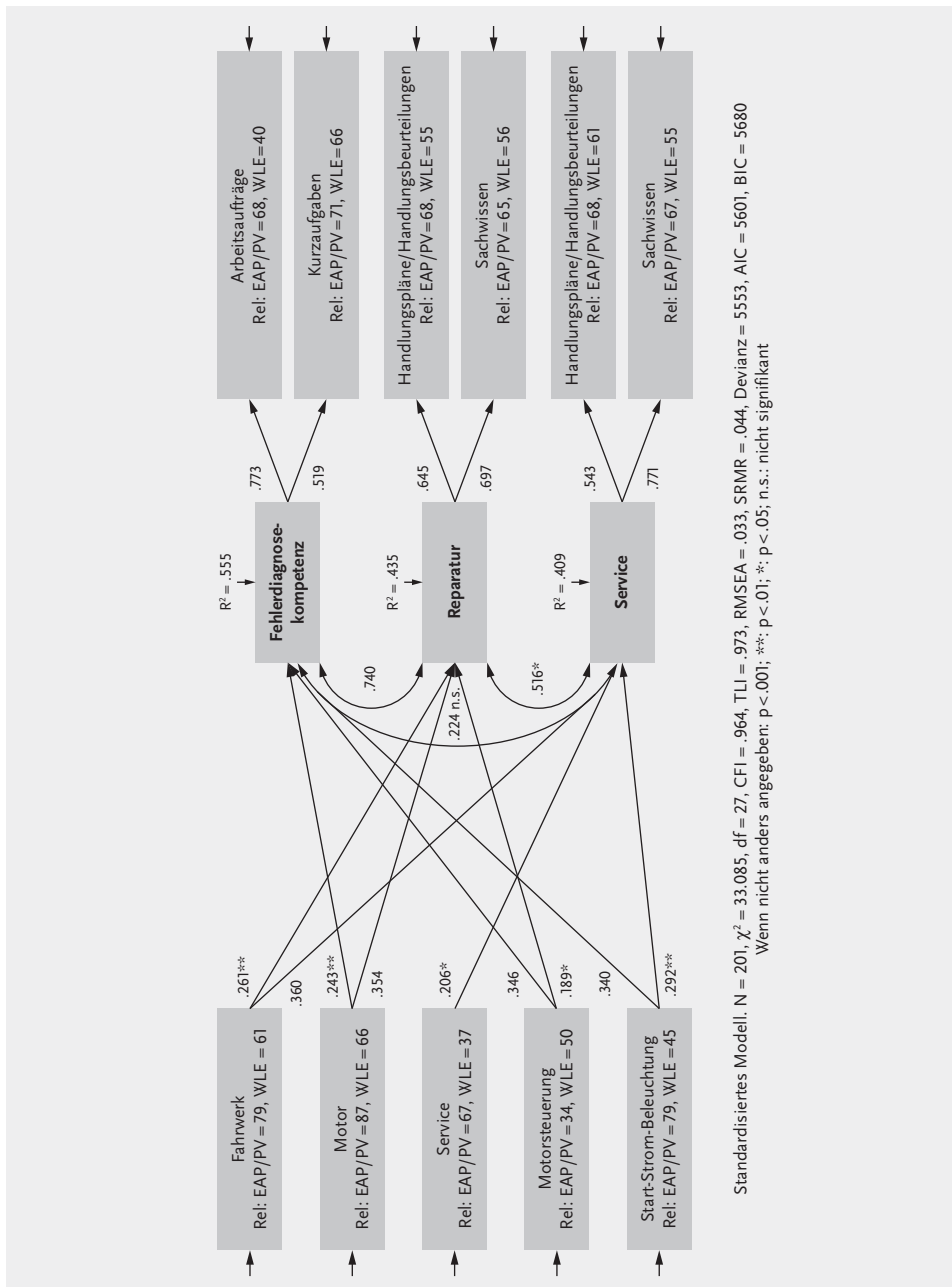 Fahrwerk
Rel: EAP/PV = 79, WLE = 61
Motor
Rel: EAP/PV = 87, WLE = 66
Service
Rel: EAP/PV = 67, WLE = 37
Motorsteuerung
Rel: EAP/PV = 34, WLE = 50
Start-Strom-Beleuchtung
Rel: EAP/PV = 79, WLE = 45
.261**
.360
.243**
.354
.206*
.346
.189*
.340
.292**
.740
.224 n.s.
.516*
R² = .555
Fehlerdiagnose-
kompetenz
R² = .435
Reparatur
R² = .409
Service
.773
.519
.645
.697
.543
.771
Arbeitsaufträge
Rel: EAP/PV = 68, WLE = 40
Kurzaufgaben
Rel: EAP/PV = 71, WLE = 66
Handlungspläne/Handlungsbeurteilungen
Rel: EAP/PV = 68, WLE = 55
Sachwissen
Rel: EAP/PV = 65, WLE = 56
Handlungspläne/Handlungsbeurteilungen
Rel: EAP/PV = 68, WLE = 61
Sachwissen
Rel: EAP/PV = 67, WLE = 55
Standardisiertes Modell. N = 201, χ² = 33.085, df = 27, CFI = .964, TLI = .973, RMSEA = .033, SRMR = .044, Devianz = 5553, AIC = 5601, BIC = 5680
Wenn nicht anders angegeben: p < .001; **: p < .01; *: p < .05; n.s.: nicht signifikant